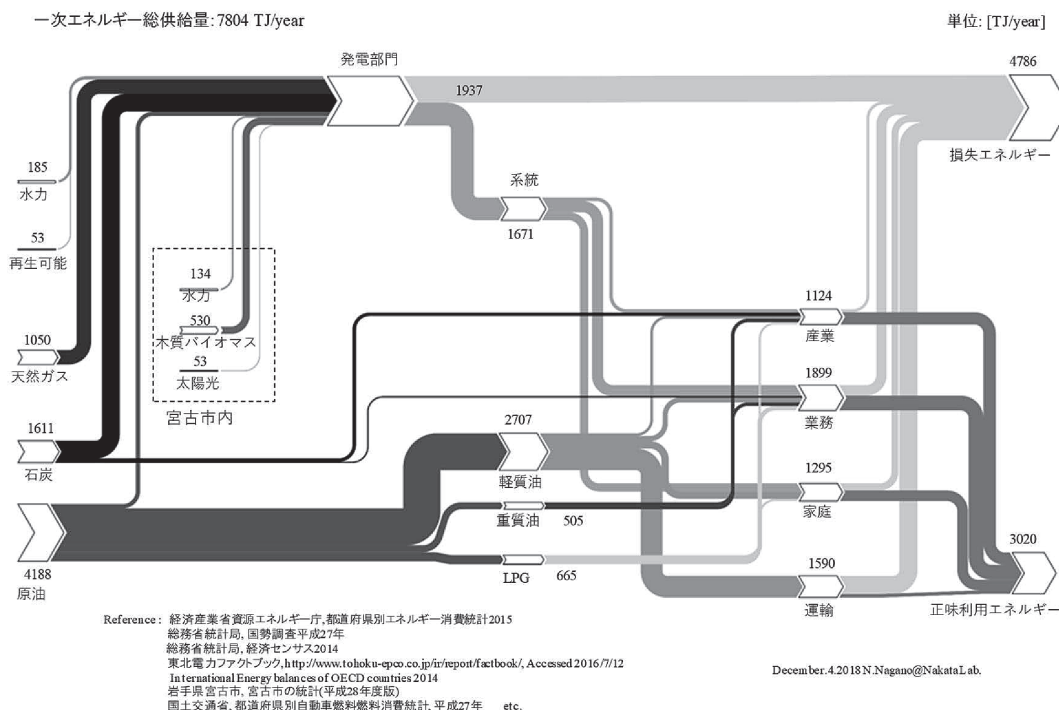 一次エネルギー総供給量: 7804 TJ/year
単位: [TJ/year]
発電部門
1937
4786
損失エネルギー
185
水力
系統
1671
53
再生可能
134
水力
530
木質バイオマス
53
太陽光
宮古市内
1050
天然ガス
1124
産業
1899
業務
1611
石炭
2707
軽質油
1295
家庭
重質油
505
4188
原油
LPG
665
1590
運輸
3020
正味利用エネルギー
Reference : 経済産業省資源エネルギー庁,都道府県別エネルギー消費統計2015
総務省統計局, 国勢調査平成27年
総務省統計局, 経済センサス2014
東北電力ファクトブック,http://www.tohoku-epco.co.jp/ir/report/factbook/, Accessed 2016/7/12
International Energy balances of OECD countries 2014
岩手県宮古市, 宮古市の統計(平成28年度版)
国土交通省, 都道府県別自動車燃料燃料消費統計, 平成27年 etc.
December.4.2018 N.Nagano@NakataLab.